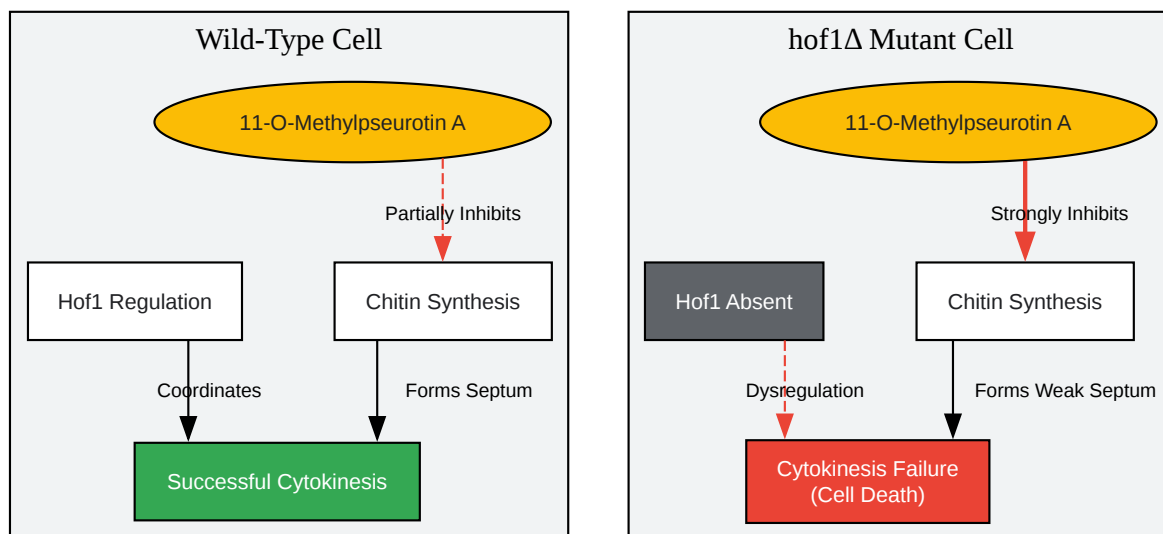 Wild-Type Cell
11-O-Methylpseurotin A
Partially Inhibits
Hof1 Regulation
Chitin Synthesis
Coordinates
Forms Septum
Successful Cytokinesis
hof1Δ Mutant Cell
11-O-Methylpseurotin A
Strongly Inhibits
Hof1 Absent
Chitin Synthesis
Dysregulation
Forms Weak Septum
Cytokinesis Failure
(Cell Death)